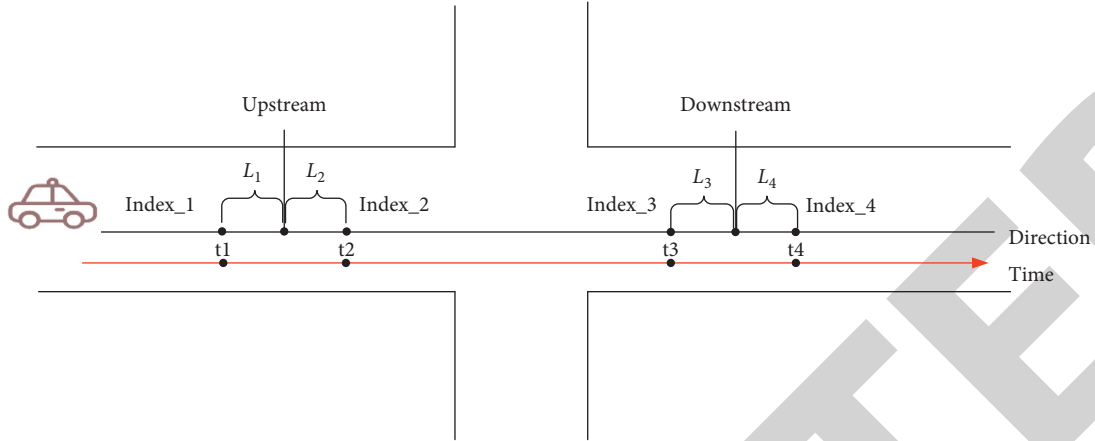 Upstream
Downstream
L1
L2
L3
L4
Index_1
Index_2
Index_3
Index_4
t1
t2
t3
t4
Direction
Time